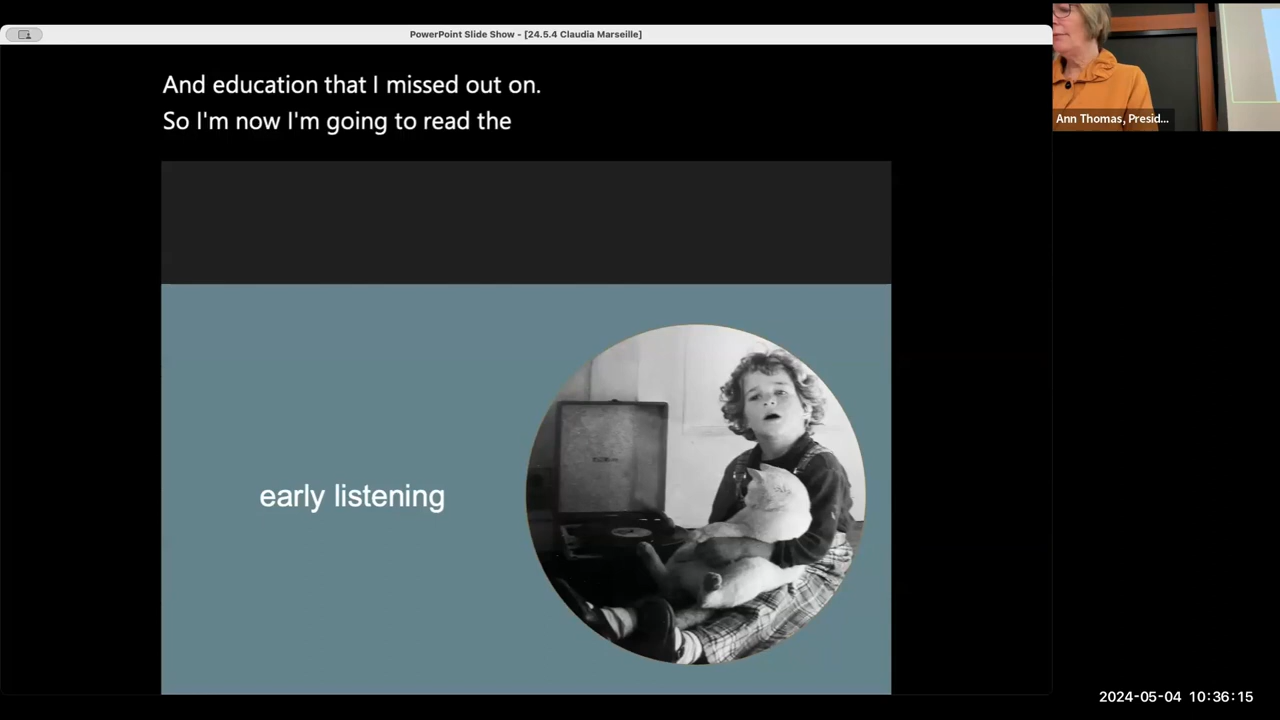 PowerPoint Slide Show - [24.5.4 Claudia Marseille]
And education that I missed out on.
So I'm now I'm going to read the
early listening
Ann Thomas, Presid...
2024-05-04 10:36:15